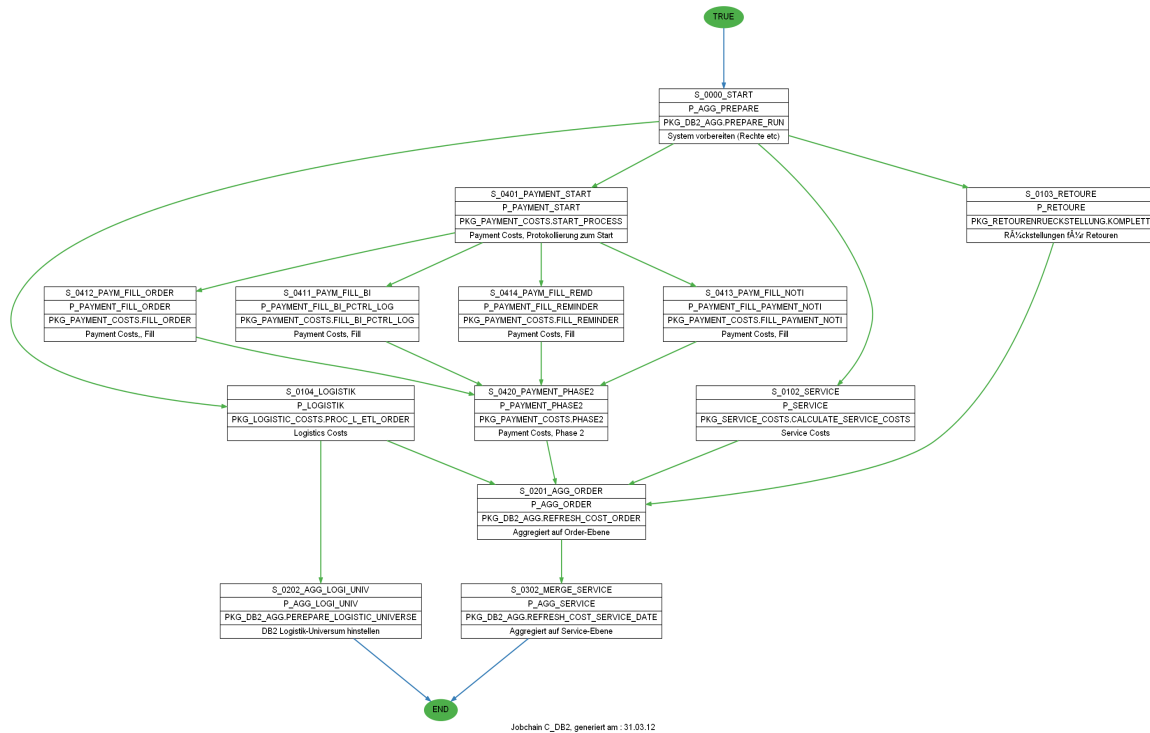 TRUE
S_0000_START
P_AGG_PREPARE
PKG_DB2_AGG.PREPARE_RUN
System vorbereiten (Rechte etc)
S_0401_PAYMENT_START
P_PAYMENT_START
PKG_PAYMENT_COSTS.START_PROCESS
Payment Costs, Protokollierung zum Start
S_0103_RETOURE
P_RETOURE
PKG_RETOURENRUECKSTELLUNG.KOMPLETT
RÃ¼ckstellungen fÃ¼r Retouren
S_0412_PAYM_FILL_ORDER
P_PAYMENT_FILL_ORDER
PKG_PAYMENT_COSTS.FILL_ORDER
Payment Costs,, Fill
S_0411_PAYM_FILL_BI
P_PAYMENT_FILL_BI_PCTRL_LOG
PKG_PAYMENT_COSTS.FILL_BI_PCTRL_LOG
Payment Costs, Fill
S_0414_PAYM_FILL_REMD
P_PAYMENT_FILL_REMINDER
PKG_PAYMENT_COSTS.FILL_REMINDER
Payment Costs, Fill
S_0413_PAYM_FILL_NOTI
P_PAYMENT_FILL_PAYMENT_NOTI
PKG_PAYMENT_COSTS.FILL_PAYMENT_NOTI
Payment Costs, Fill
S_0104_LOGISTIK
P_LOGISTIK
PKG_LOGISTIC_COSTS.PROC_L_ETL_ORDER
Logistics Costs
S_0420_PAYMENT_PHASE2
P_PAYMENT_PHASE2
PKG_PAYMENT_COSTS.PHASE2
Payment Costs, Phase 2
S_0102_SERVICE
P_SERVICE
PKG_SERVICE_COSTS.CALCULATE_SERVICE_COSTS
Service Costs
S_0201_AGG_ORDER
P_AGG_ORDER
PKG_DB2_AGG.REFRESH_COST_ORDER
Aggregiert auf Order-Ebene
S_0202_AGG_LOGI_UNIV
P_AGG_LOGI_UNIV
PKG_DB2_AGG.PEREPARE_LOGISTIC_UNIVERSE
DB2 Logistik-Universum hinstellen
S_0302_MERGE_SERVICE
P_AGG_SERVICE
PKG_DB2_AGG.REFRESH_COST_SERVICE_DATE
Aggregiert auf Service-Ebene
END
Jobchain C_DB2, generiert am : 31.03.12